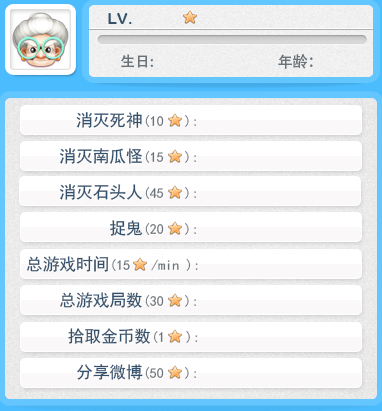 LV.
生日: 年龄:
消灭死神(10):
消灭南瓜怪(15):
消灭石头人(45):
捉鬼(20):
总游戏时间(15/min):
总游戏局数(30):
拾取金币数(1):
分享微博(50):